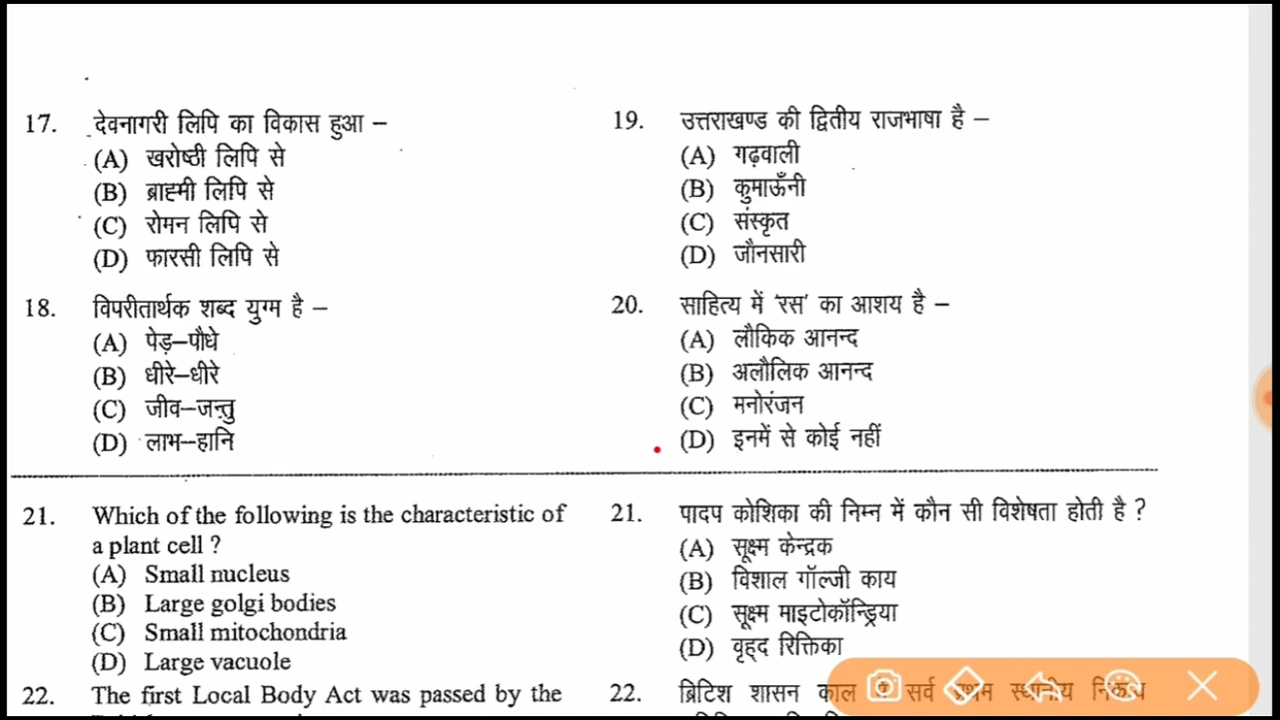 17. देवनागरी लिपि का विकास हुआ –
(A) खरोष्ठी लिपि से
(B) ब्राह्मी लिपि से
(C) रोमन लिपि से
(D) फारसी लिपि से
18. विपरीतार्थक शब्द युग्म है –
(A) पेड़–पौधे
(B) धीरे–धीरे
(C) जीव–जन्तु
(D) लाभ–हानि
19. उत्तराखण्ड की द्वितीय राजभाषा है –
(A) गढ़वाली
(B) कुमाऊँनी
(C) संस्कृत
(D) जौनसारी
20. साहित्य में 'रस' का आशय है –
(A) लौकिक आनन्द
(B) अलौलिक आनन्द
(C) मनोरंजन
(D) इनमें से कोई नहीं
21. Which of the following is the characteristic of
a plant cell ?
(A) Small nucleus
(B) Large golgi bodies
(C) Small mitochondria
(D) Large vacuole
22. The first Local Body Act was passed by the
21. पादप कोशिका की निम्न में कौन सी विशेषता होती है ?
(A) सूक्ष्म केन्द्रक
(B) विशाल गॉल्जी काय
(C) सूक्ष्म माइटोकॉन्ड्रिया
(D) वृहद रिक्तिका
22. ब्रिटिश शासन काल सर्व प्रथम स्थानीय